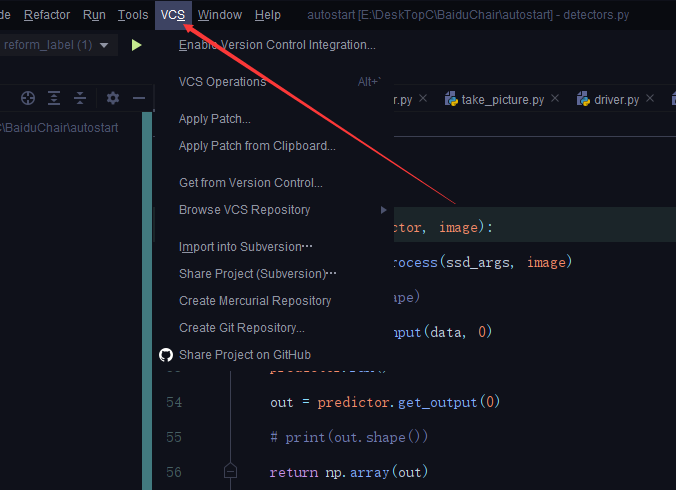 de Refactor Run Tools VCS Window Help autostart [E:\DeskTopC\BaiduChair\autostart] - detectors.py
reform_label (1)
Enable Version Control Integration...
VCS Operations Alt+`
r.py take_picture.py driver.py
Apply Patch...
C\BaiduChair\autostart
Apply Patch from Clipboard...
Get from Version Control...
Browse VCS Repository
ctor, image):
Import into Subversion···
rocess(ssd_args, image)
Share Project (Subversion)···
ape)
Create Mercurial Repository
Create Git Repository...
nput(data, 0)
Share Project on GitHub
54 out = predictor.get_output(0)
55 # print(out.shape())
56 return np.array(out)